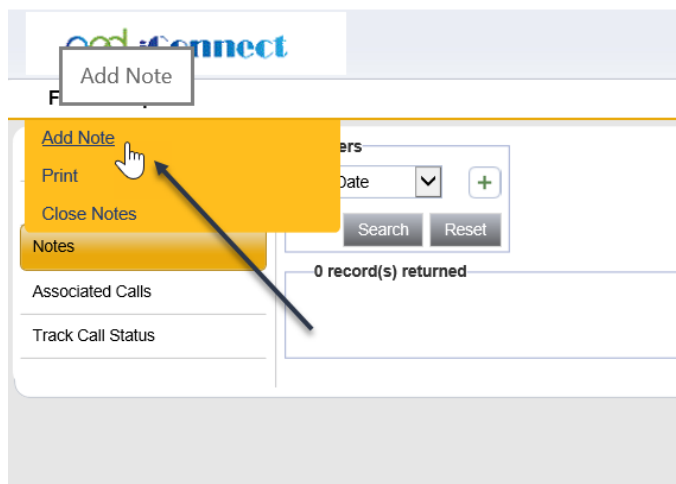 iConnect
Add Note
Add Note
Print
Close Notes
Date
Search
Reset
Notes
0 record(s) returned
Associated Calls
Track Call Status